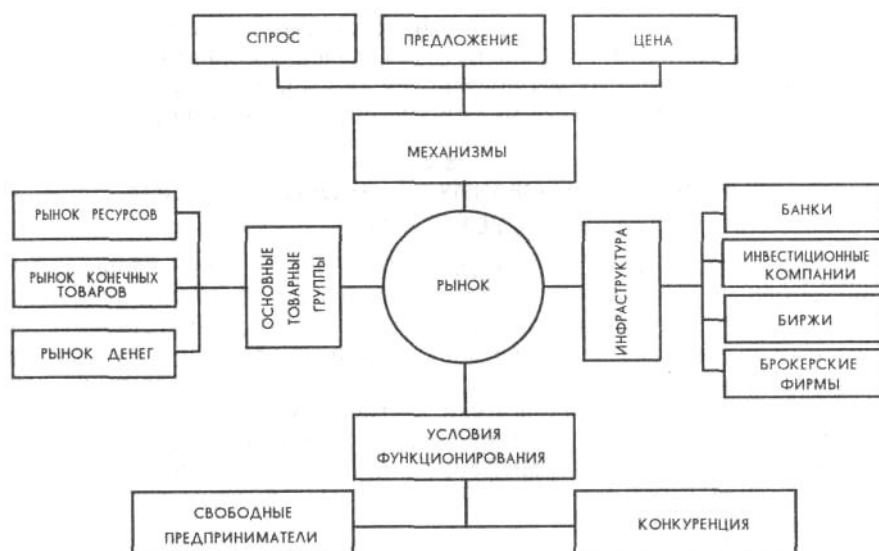 СПРОС
ПРЕДЛОЖЕНИЕ
ЦЕНА
МЕХАНИЗМЫ
РЫНОК РЕСУРСОВ
РЫНОК КОНЕЧНЫХ
ТОВАРОВ
РЫНОК ДЕНЕГ
ОСНОВНЫЕ
ТОВАРНЫЕ
ГРУППЫ
РЫНОК
ИНФРАСТРУКТУРА
БАНКИ
ИНВЕСТИЦИОННЫЕ
КОМПАНИИ
БИРЖИ
БРОКЕРСКИЕ
ФИРМЫ
УСЛОВИЯ
ФУНКЦИОНИРОВАНИЯ
СВОБОДНЫЕ
ПРЕДПРИНИМАТЕЛИ
КОНКУРЕНЦИЯ